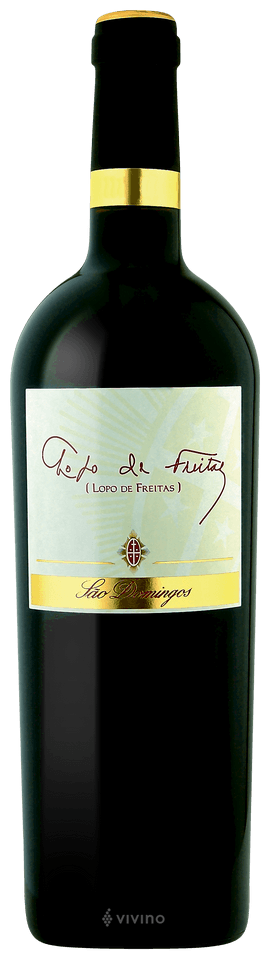 Lopo de Freitas
( LOPO DE FREITAS )
São Domingos
VIVINO